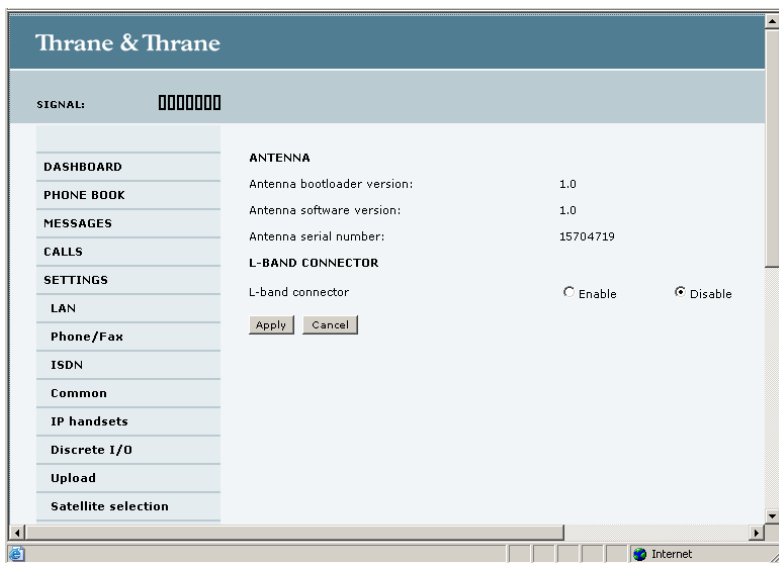 Thrane & Thrane
SIGNAL:
DASHBOARD
PHONE BOOK
MESSAGES
CALLS
SETTINGS
LAN
Phone/Fax
ISDN
Common
IP handsets
Discrete I/O
Upload
Satellite selection
ANTENNA
Antenna bootloader version: 1.0
Antenna software version: 1.0
Antenna serial number: 15704719
L-BAND CONNECTOR
L-band connector Enable Disable
Apply Cancel
Internet